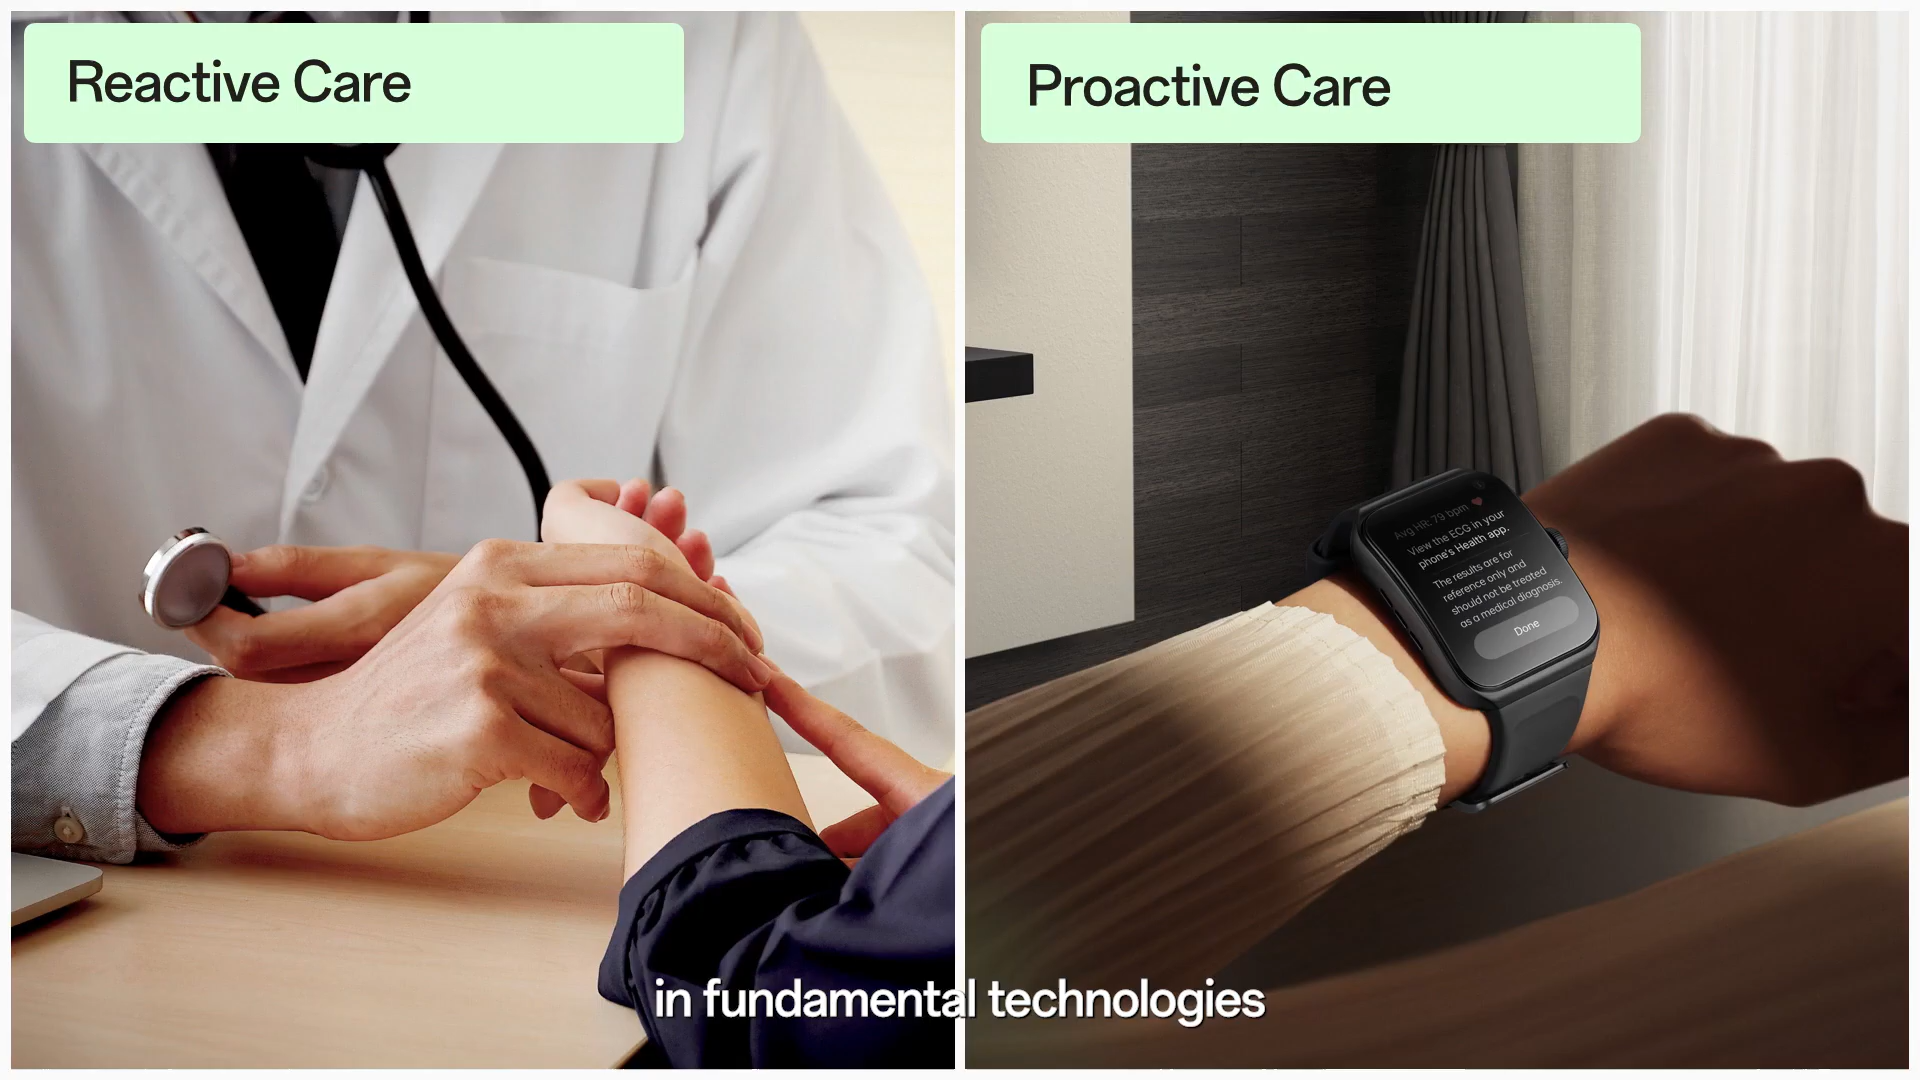 Reactive Care
Proactive Care
Avg HR: 79 bpm
View the ECG in your
phone's Health app.
The results are for
reference only and
should not be treated
as a medical diagnosis.
Done
in fundamental technologies